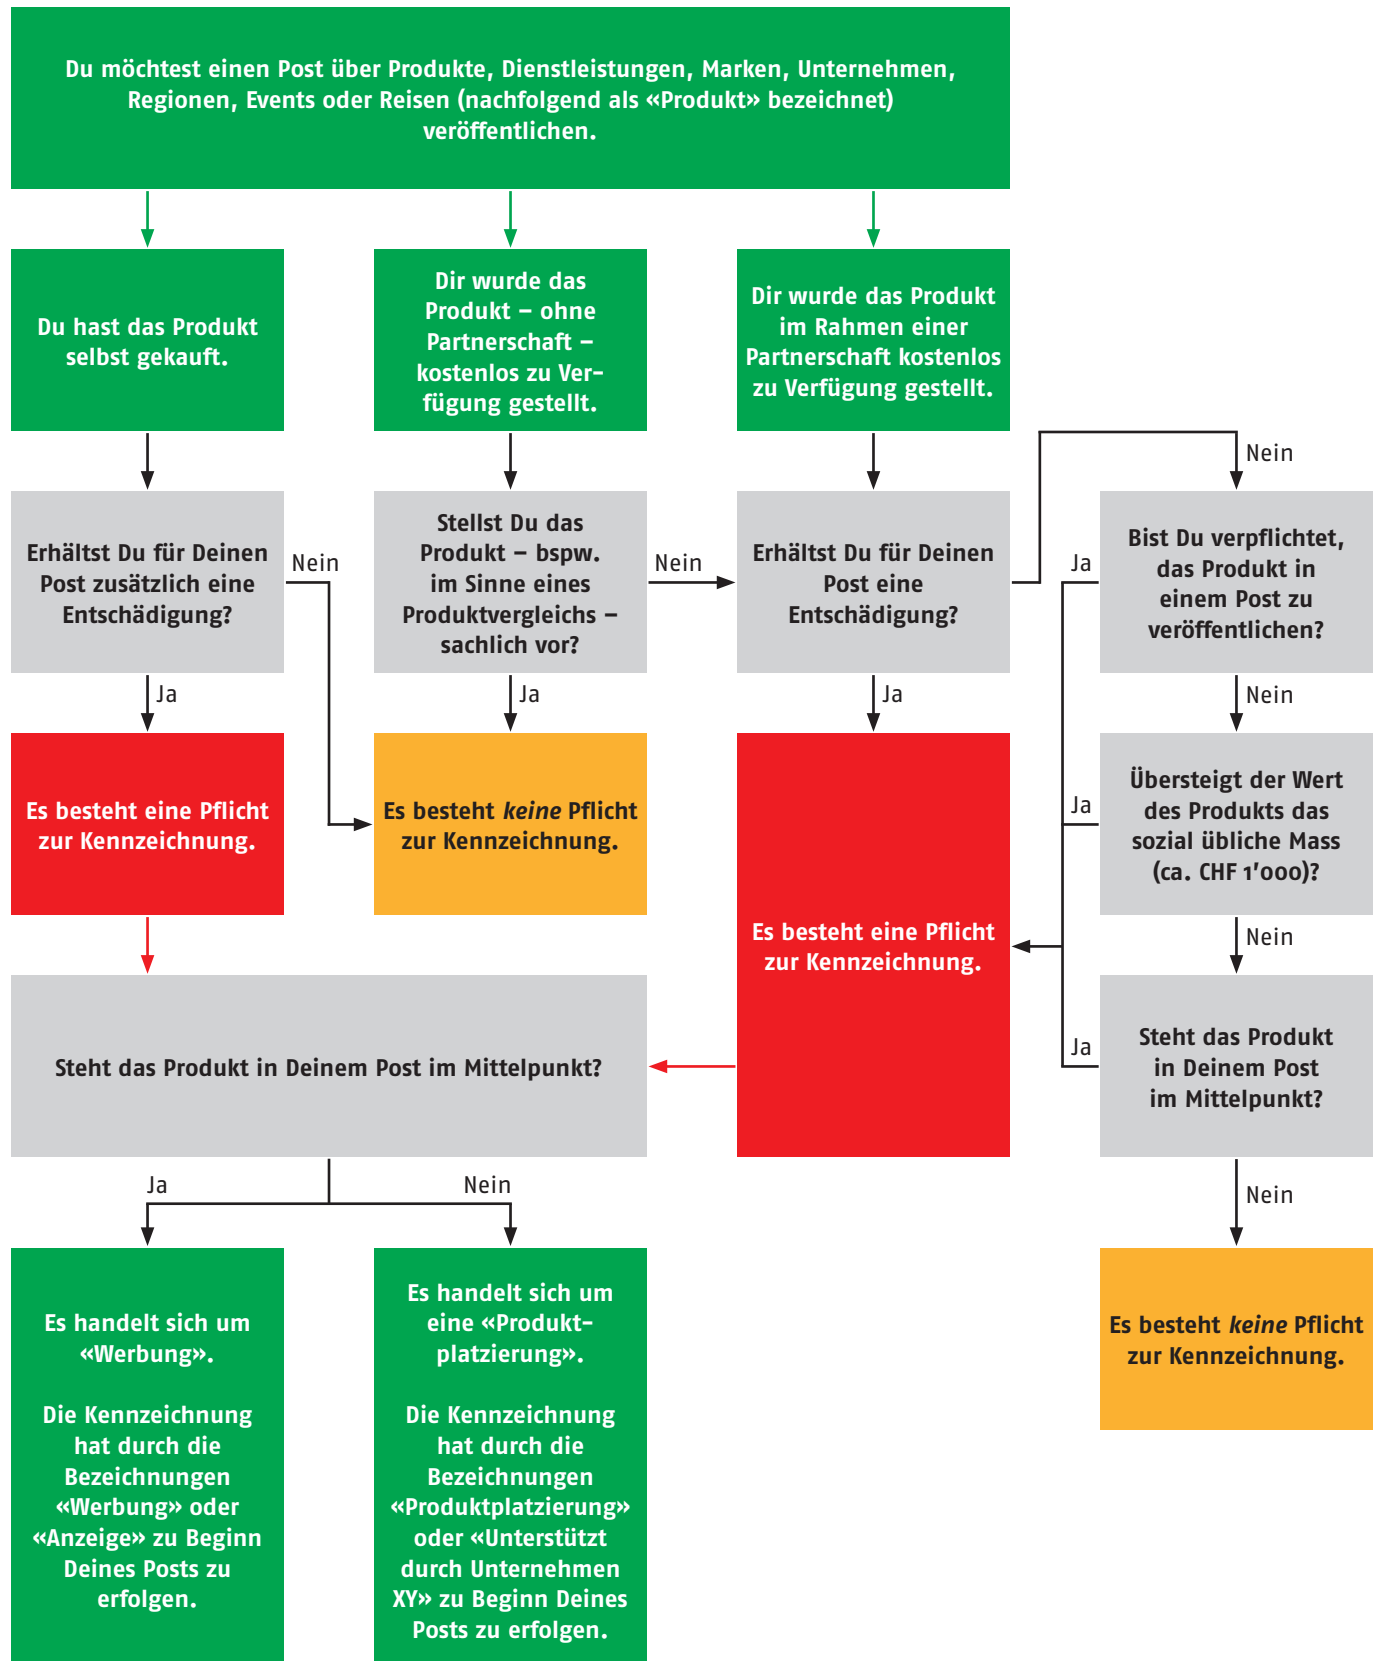 Du möchtest einen Post über Produkte, Dienstleistungen, Marken, Unternehmen,
Regionen, Events oder Reisen (nachfolgend als «Produkt» bezeichnet)
veröffentlichen.
Du hast das Produkt
selbst gekauft.
Dir wurde das
Produkt – ohne
Partnerschaft –
kostenlos zu Ver-
fügung gestellt.
Dir wurde das Produkt
im Rahmen einer
Partnerschaft kostenlos
zu Verfügung gestellt.
Erhältst Du für Deinen
Post zusätzlich eine
Entschädigung?
Nein
Ja
Stellst Du das
Produkt – bspw.
im Sinne eines
Produktvergleichs –
sachlich vor?
Nein
Ja
Erhältst Du für Deinen
Post eine
Entschädigung?
Nein
Ja
Bist Du verpflichtet,
das Produkt in
einem Post zu
veröffentlichen?
Ja
Nein
Es besteht eine Pflicht
zur Kennzeichnung.
Es besteht keine Pflicht
zur Kennzeichnung.
Es besteht eine Pflicht
zur Kennzeichnung.
Übersteigt der Wert
des Produkts das
sozial übliche Mass
(ca. CHF 1'000)?
Ja
Nein
Steht das Produkt in Deinem Post im Mittelpunkt?
Ja
Nein
Steht das Produkt
in Deinem Post
im Mittelpunkt?
Ja
Nein
Es handelt sich um
«Werbung».
Die Kennzeichnung
hat durch die
Bezeichnungen
«Werbung» oder
«Anzeige» zu Beginn
Deines Posts zu
erfolgen.
Es handelt sich um
eine «Produkt-
platzierung».
Die Kennzeichnung
hat durch die
Bezeichnungen
«Produktplatzierung»
oder «Unterstützt
durch Unternehmen
XY» zu Beginn Deines
Posts zu erfolgen.
Es besteht keine Pflicht
zur Kennzeichnung.